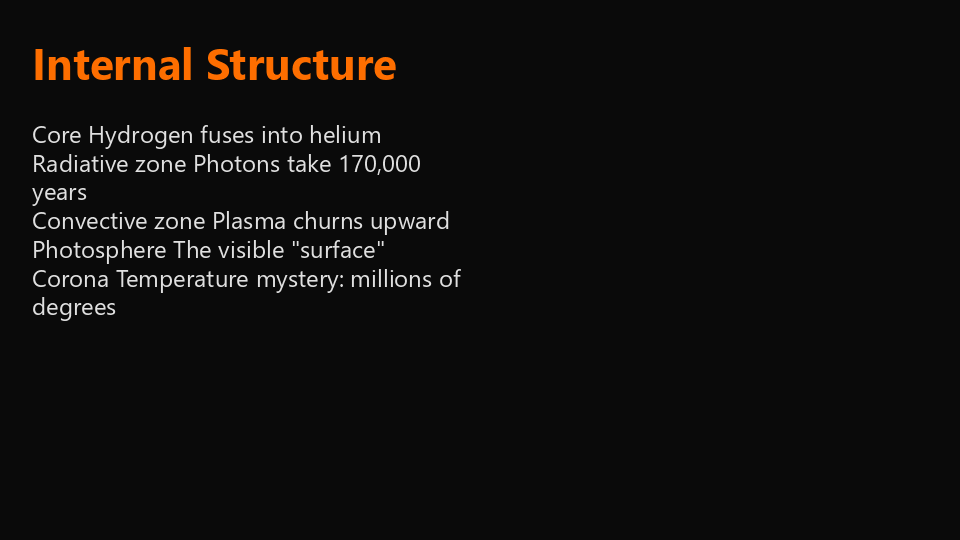 Internal Structure
Core Hydrogen fuses into helium
Radiative zone Photons take 170,000
years
Convective zone Plasma churns upward
Photosphere The visible "surface"
Corona Temperature mystery: millions of
degrees